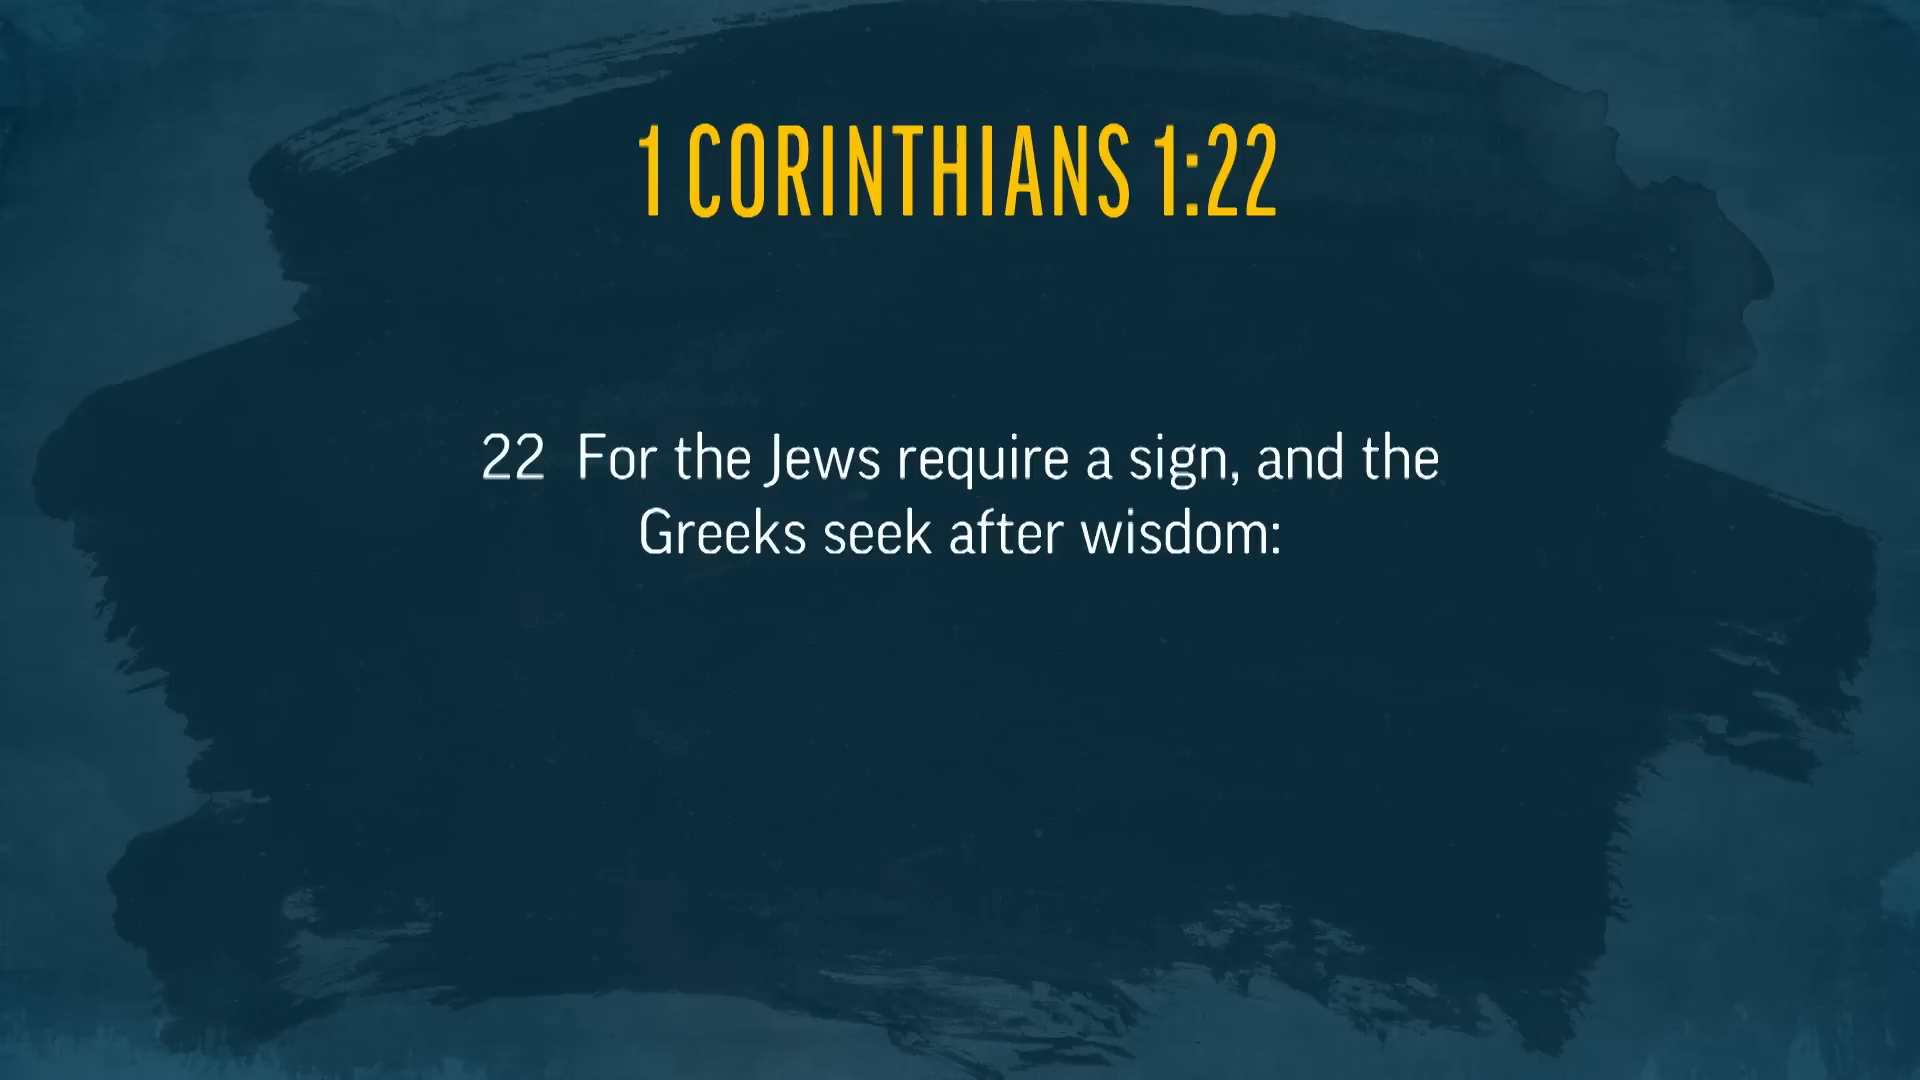 1 CORINTHIANS 1:22
22 For the Jews require a sign, and the
Greeks seek after wisdom: